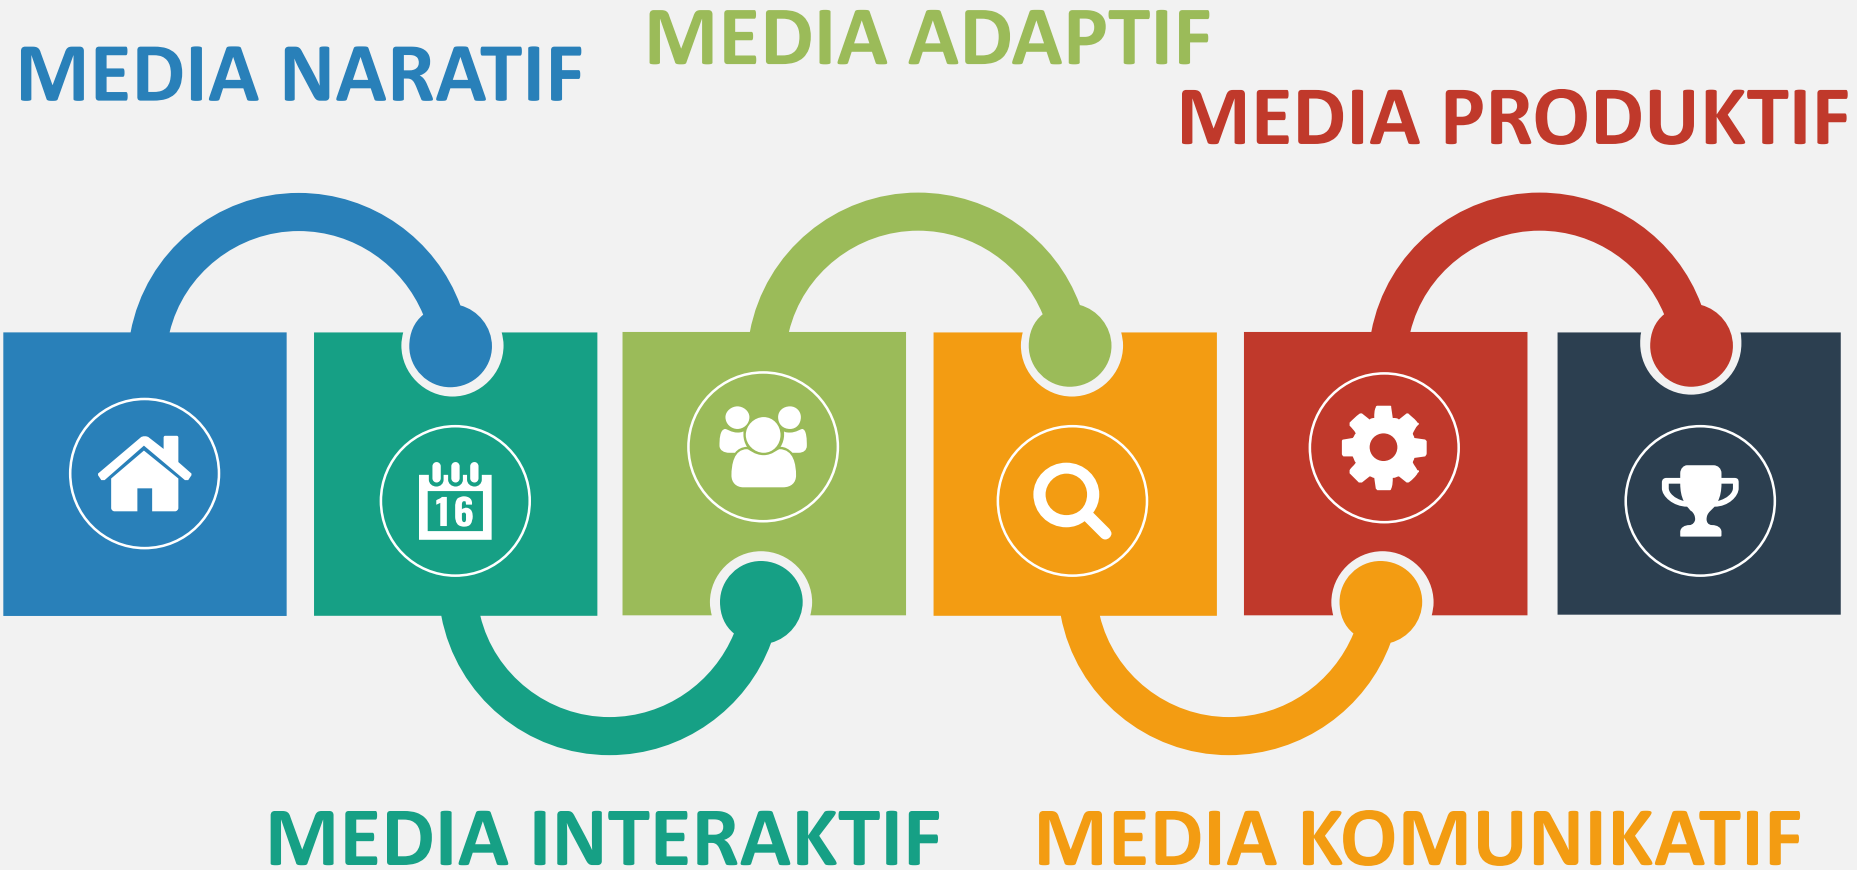 MEDIA NARATIF
MEDIA ADAPTIF
MEDIA PRODUKTIF
16
MEDIA INTERAKTIF
MEDIA KOMUNIKATIF